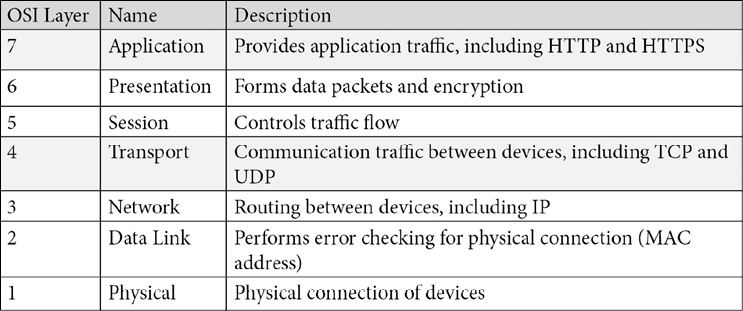 OSI Layer Name Description
7 Application Provides application traffic, including HTTP and HTTPS
6 Presentation Forms data packets and encryption
5 Session Controls traffic flow
4 Transport Communication traffic between devices, including TCP and
UDP
3 Network Routing between devices, including IP
2 Data Link Performs error checking for physical connection (MAC
address)
1 Physical Physical connection of devices